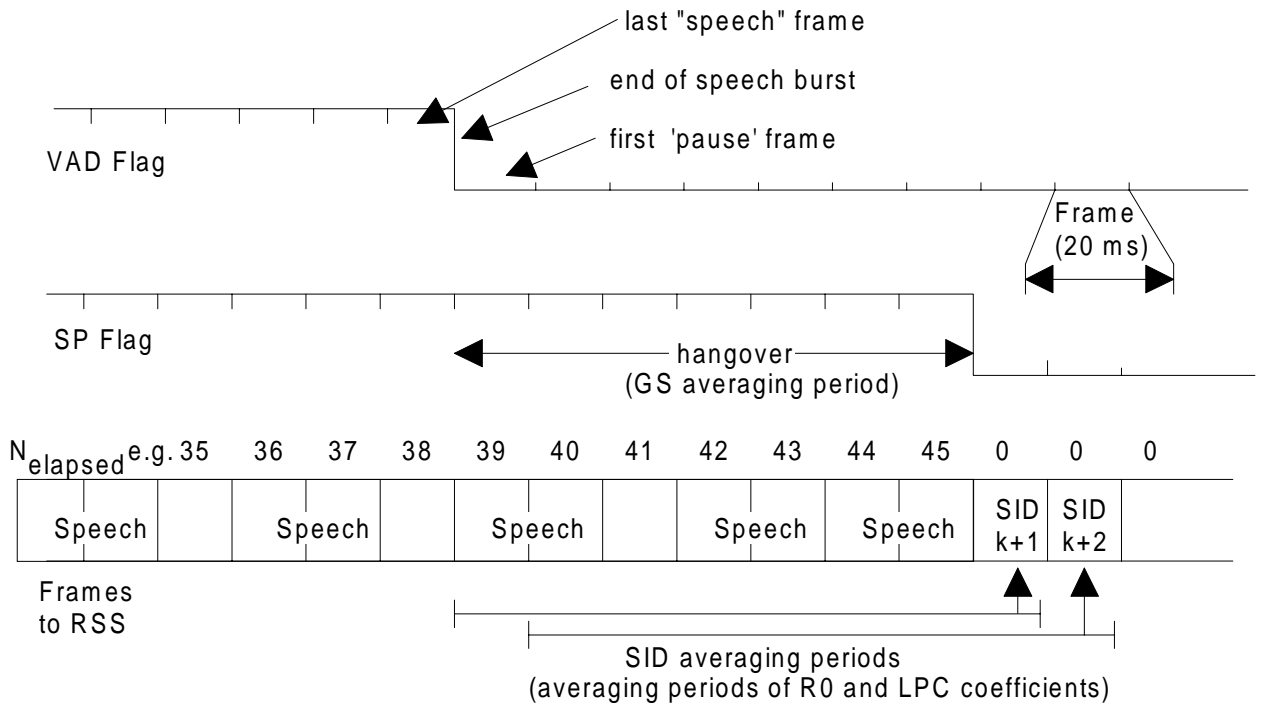 last "speech" frame
end of speech burst
first 'pause' frame
VAD Flag
Frame
(20 ms)
SP Flag
hangover
(GS averaging period)
N elapsed e.g. 35 36 37 38 39 40 41 42 43 44 45 0 0 0
Speech Speech Speech Speech Speech SID k+1 SID k+2
Frames
to RSS
SID averaging periods
(averaging periods of R0 and LPC coefficients)